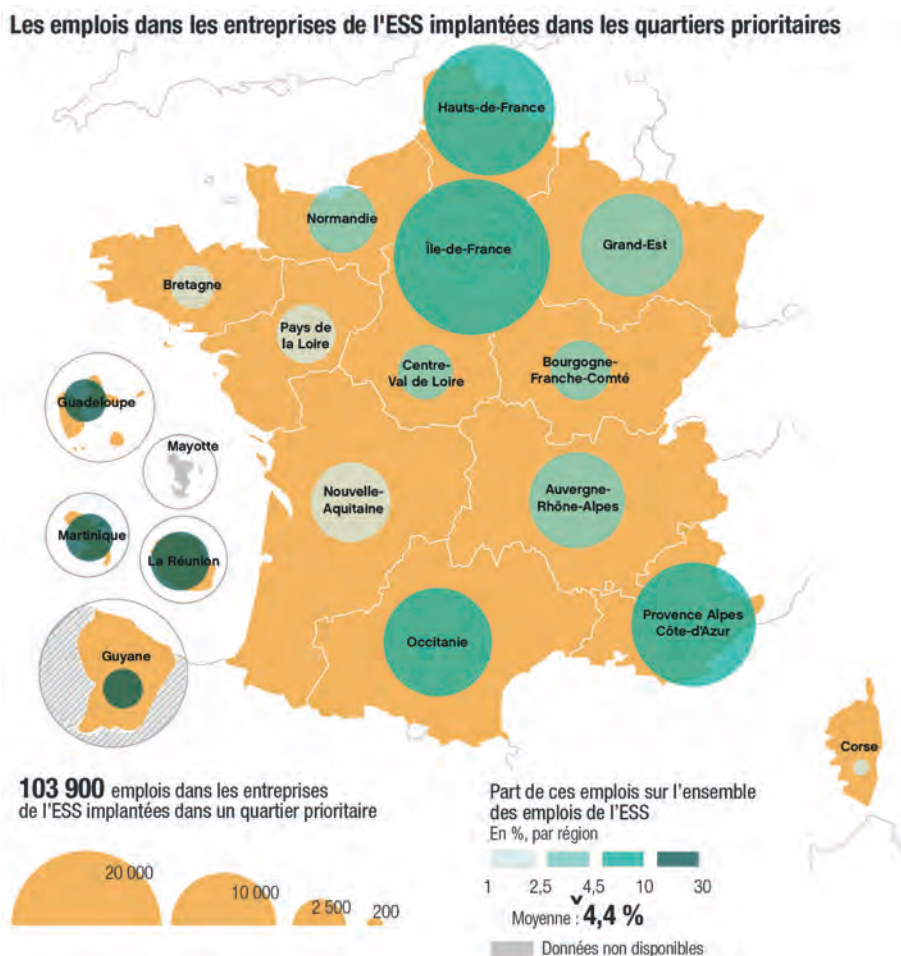 Les emplois dans les entreprises de l'ESS implantées dans les quartiers prioritaires
Hauts-de-France
Normandie
Île-de-France
Grand-Est
Bretagne
Pays de
la Loire
Centre-
Val de Loire
Bourgogne-
Franche-Comté
Guadeloupe
Mayotte
Nouvelle-
Aquitaine
Auvergne-
Rhône-Alpes
Martinique
La Réunion
Provence Alpes
Côte-d'Azur
Occitanie
Guyane
Corse
103 900 emplois dans les entreprises
de l'ESS implantées dans un quartier prioritaire
20 000
10 000
2 500
200
Part de ces emplois sur l'ensemble
des emplois de l'ESS
En %, par région
1 2,5 4,5 10 30
Moyenne : 4,4 %
Données non disponibles